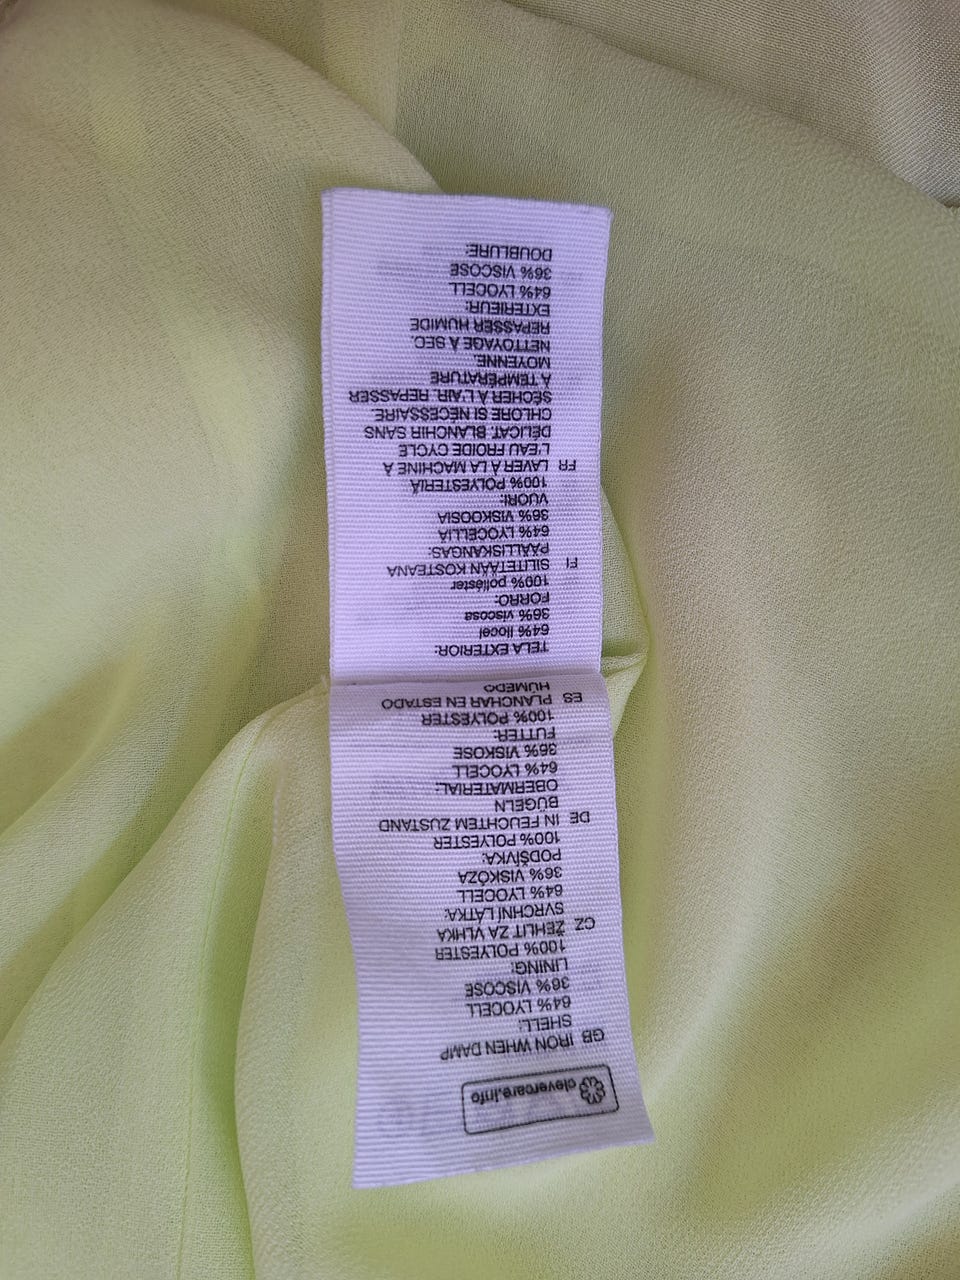 clevercare.info
GB IRON WHEN DAMP
SHELL:
64% LYOCELL
36% VISCOSE
LINING:
100% POLYESTER
CZ ŽEHLIT ZA VLHKA
SVRCHNÍ LÁTKA:
64% LYOCELL
36% VISKÓZA
PODŠÍVKA:
100% POLYESTER
DE IN FEUCHTEM ZUSTAND
BÜGELN
OBERMATERIAL:
64% LYOCELL
36% VISKOSE
FUTTER:
100% POLYESTER
ES PLANCHAR EN ESTADO
HÚMEDO
TELA EXTERIOR:
64% liocel
36% viscosa
FORRO:
100% poliéster
FI SILITETÄÄN KOSTEANA
PÄÄLLISKANGAS:
64% LYOCELLIA
36% VISKOOSIA
VUORI:
100% POLYESTERIÄ
FR LAVER À LA MACHINE À
L'EAU FROIDE CYCLE
DÉLICAT. BLANCHIR SANS
CHLORE SI NÉCESSAIRE.
SÉCHER À L'AIR. REPASSER
À TEMPÉRATURE
MOYENNE.
NETTOYAGE À SEC.
REPASSER HUMIDE
EXTERIEUR:
64% LYOCELL
36% VISCOSE
DOUBLURE: